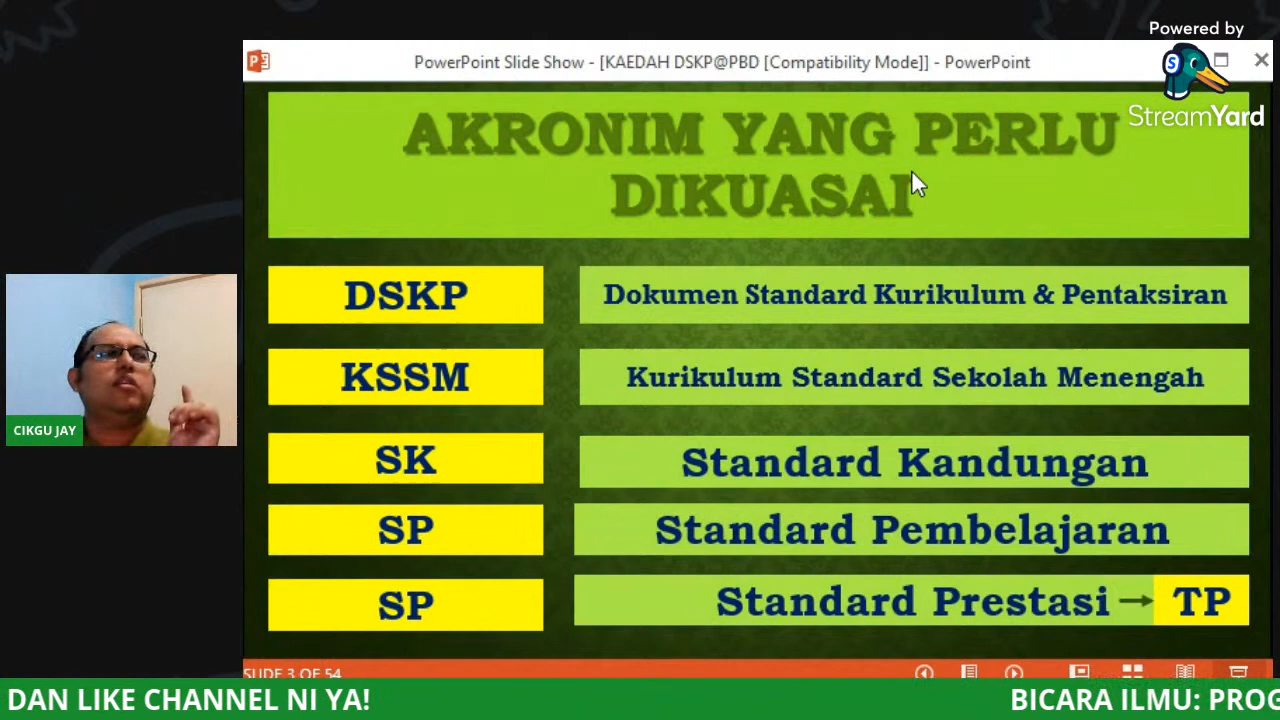 Powered by
StreamYard
PowerPoint Slide Show - [KAEDAH DSKP@PBD [Compatibility Mode]] - PowerPoint
AKRONIM YANG PERLU
DIKUASAI
DSKP
Dokumen Standard Kurikulum & Pentaksiran
KSSM
Kurikulum Standard Sekolah Menengah
SK
Standard Kandungan
SP
Standard Pembelajaran
SP
Standard Prestasi → TP
CIKGU JAY
SLIDE 3 OF 54
DAN LIKE CHANNEL NI YA!
BICARA ILMU: PROG